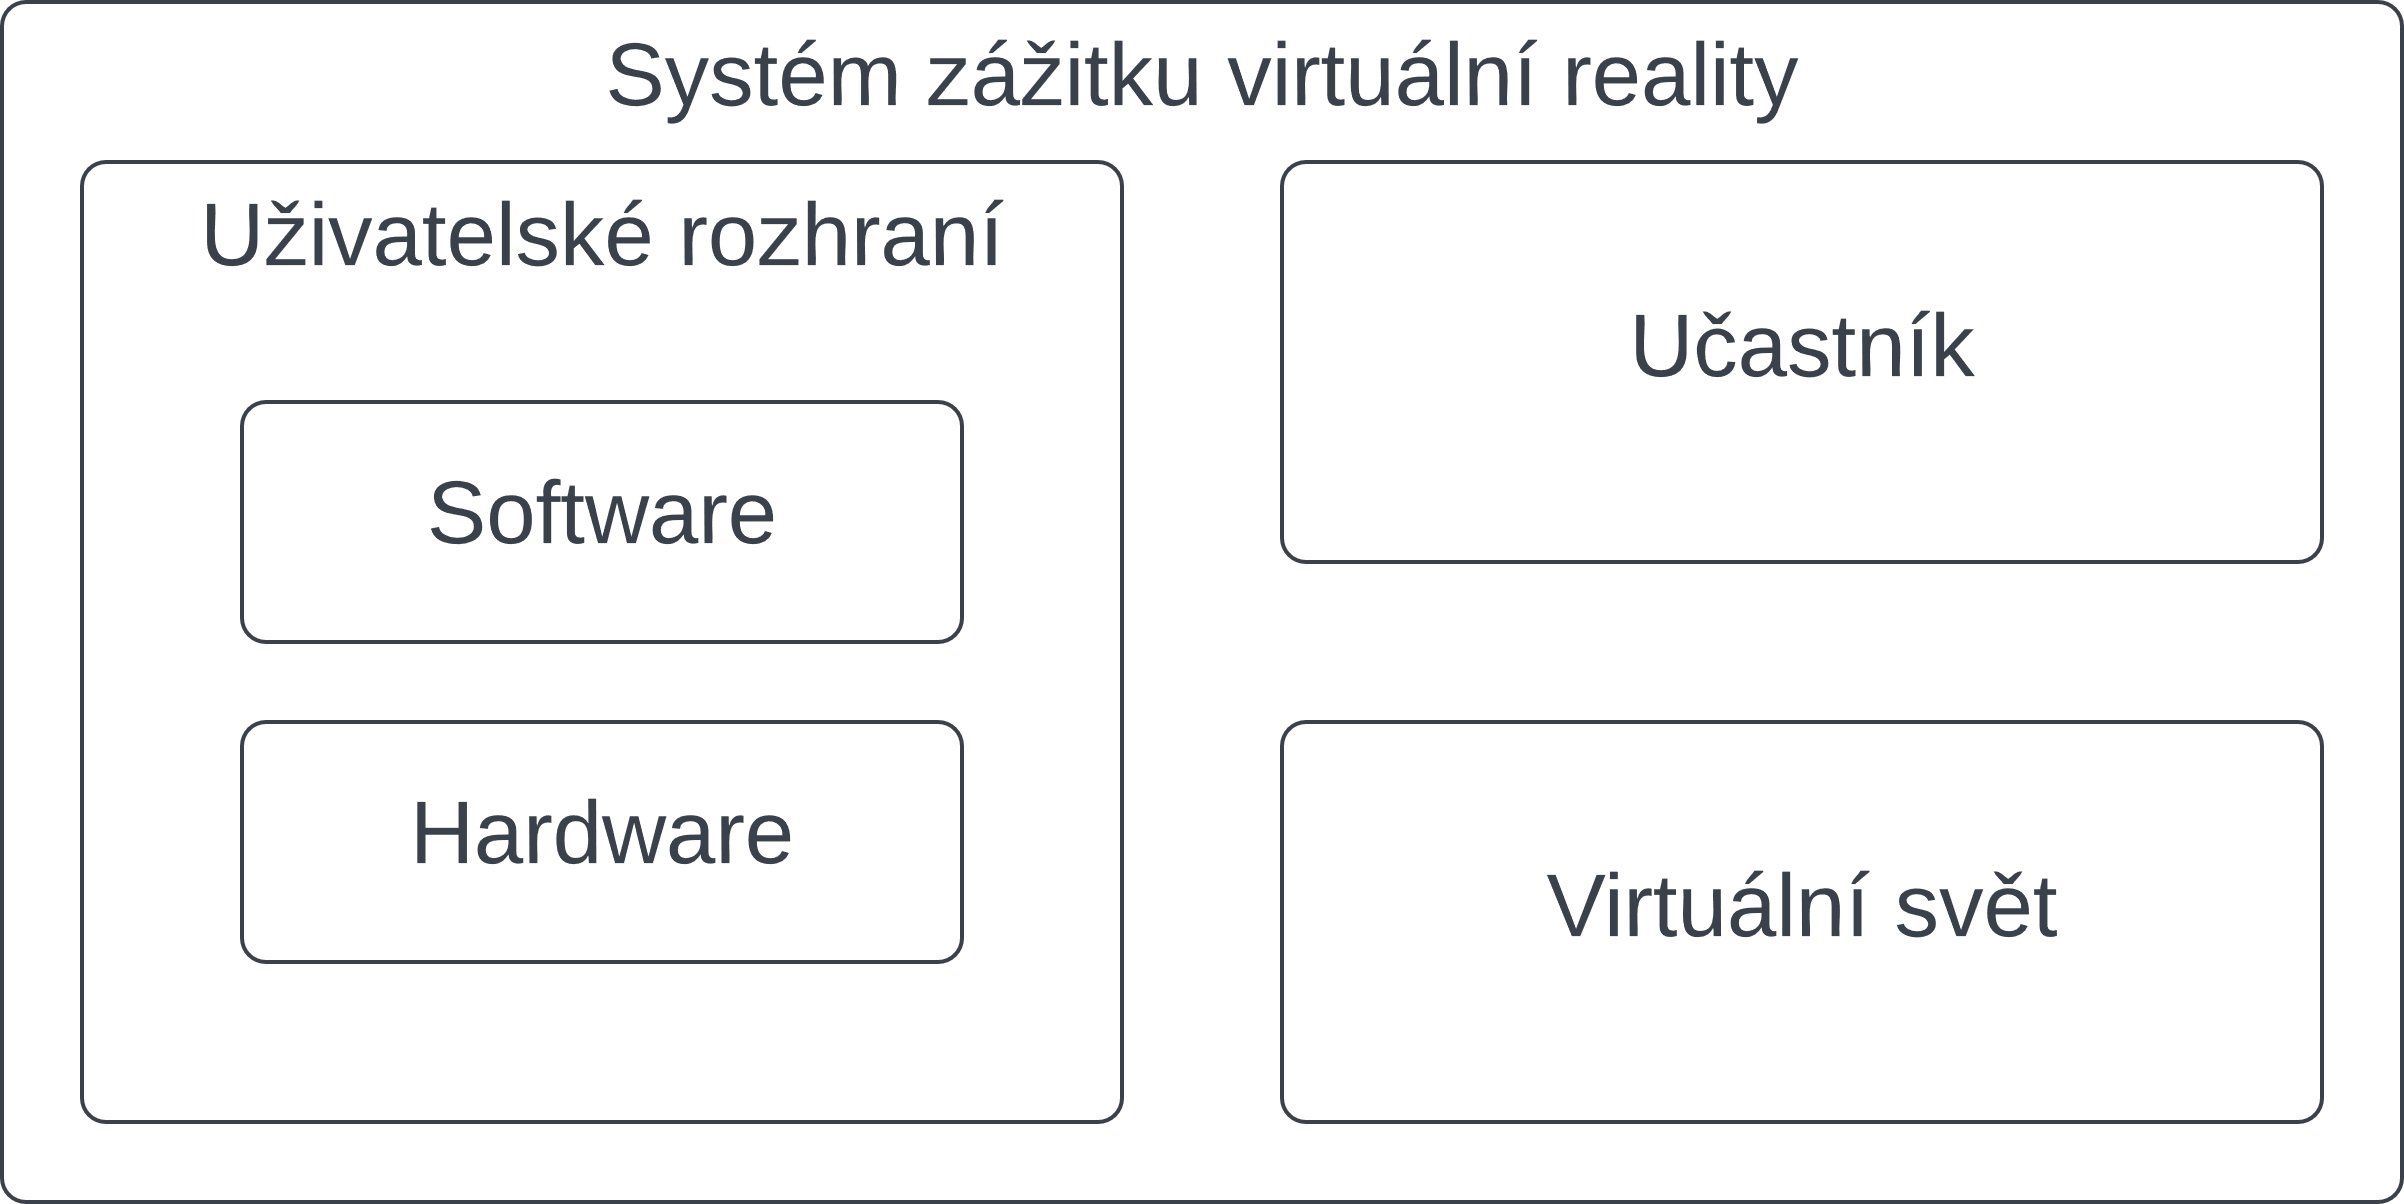 Systém zážitku virtuální reality
Uživatelské rozhraní
Software
Hardware
Učastník
Virtuální svět